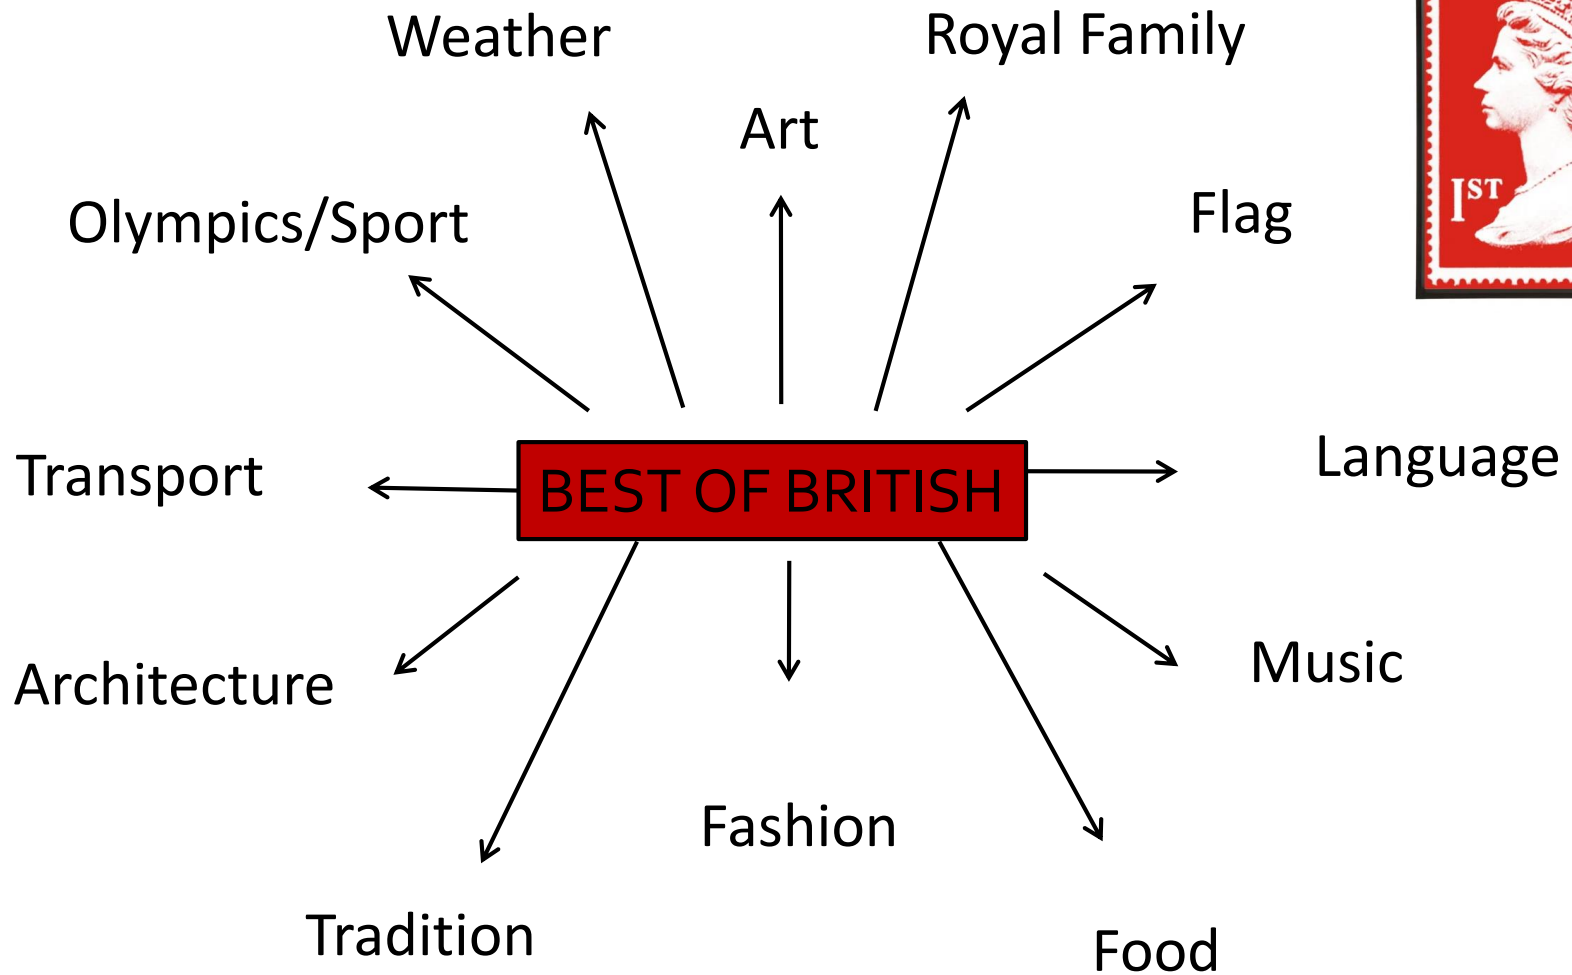 Weather
Royal Family
Art
Olympics/Sport
Flag
1ST
Transport
BEST OF BRITISH
Language
Architecture
Music
Fashion
Tradition
Food